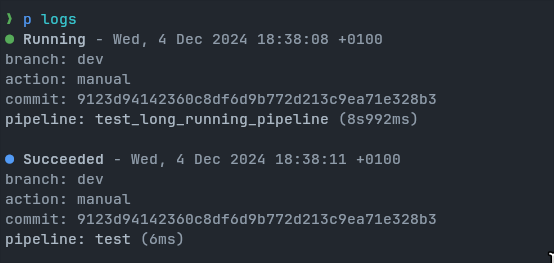 ❱ p logs
● Running - Wed, 4 Dec 2024 18:38:08 +0100
branch: dev
action: manual
commit: 9123d94142360c8df6d9b772d213c9ea71e328b3
pipeline: test_long_running_pipeline (8s992ms)
● Succeeded - Wed, 4 Dec 2024 18:38:11 +0100
branch: dev
action: manual
commit: 9123d94142360c8df6d9b772d213c9ea71e328b3
pipeline: test (6ms)